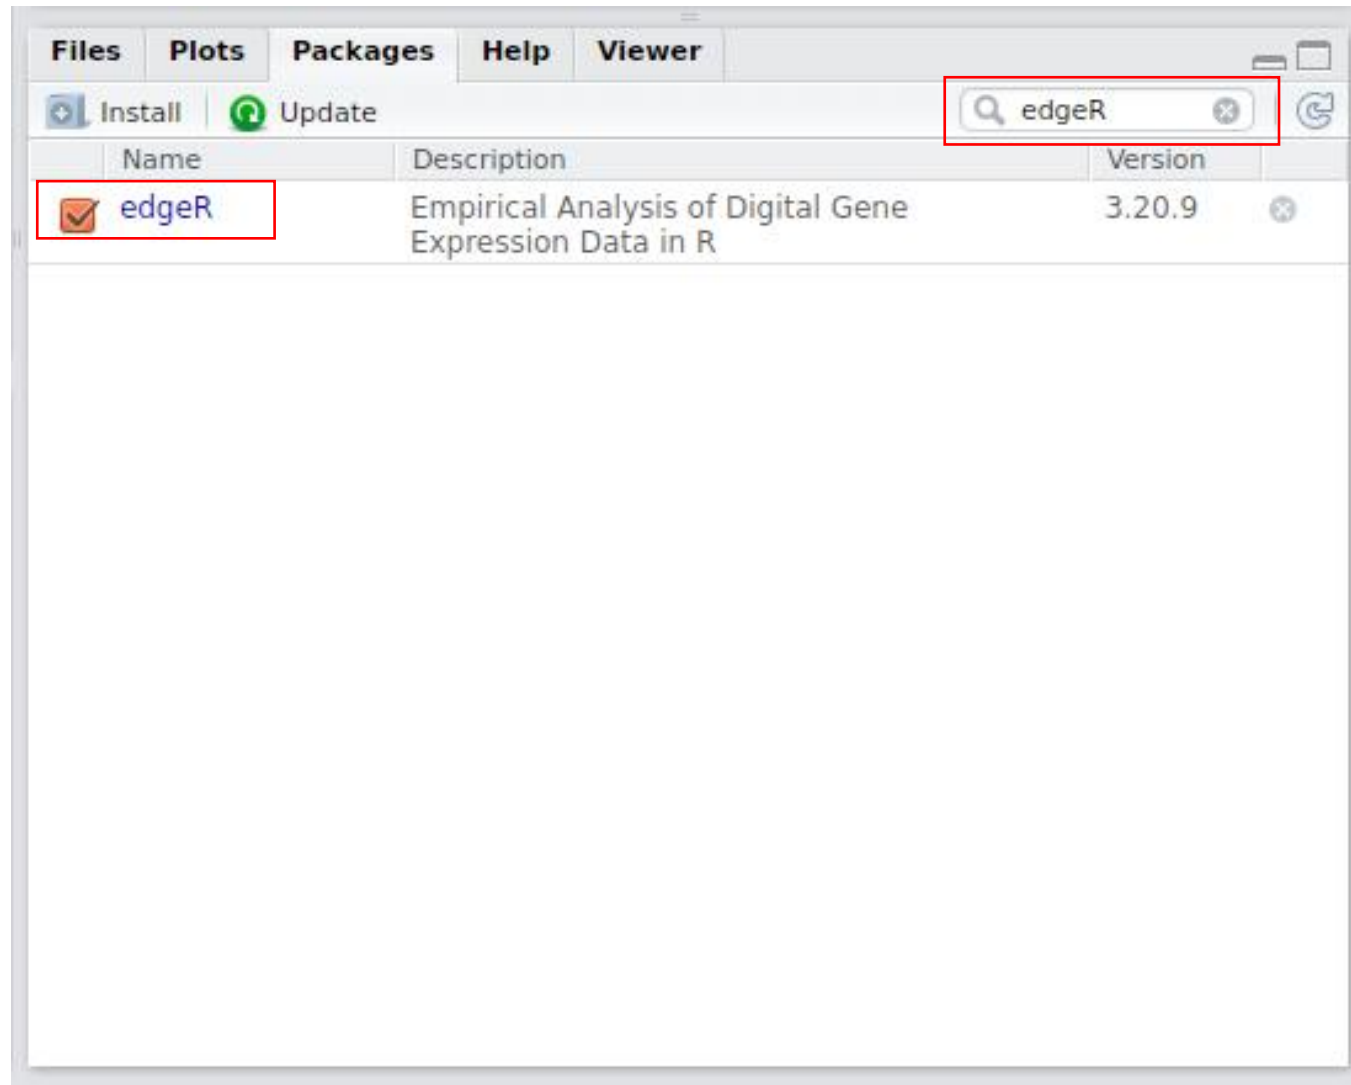 Files Plots Packages Help Viewer
Install Update edgeR
Name Description Version
edgeR Empirical Analysis of Digital Gene 3.20.9
Expression Data in R